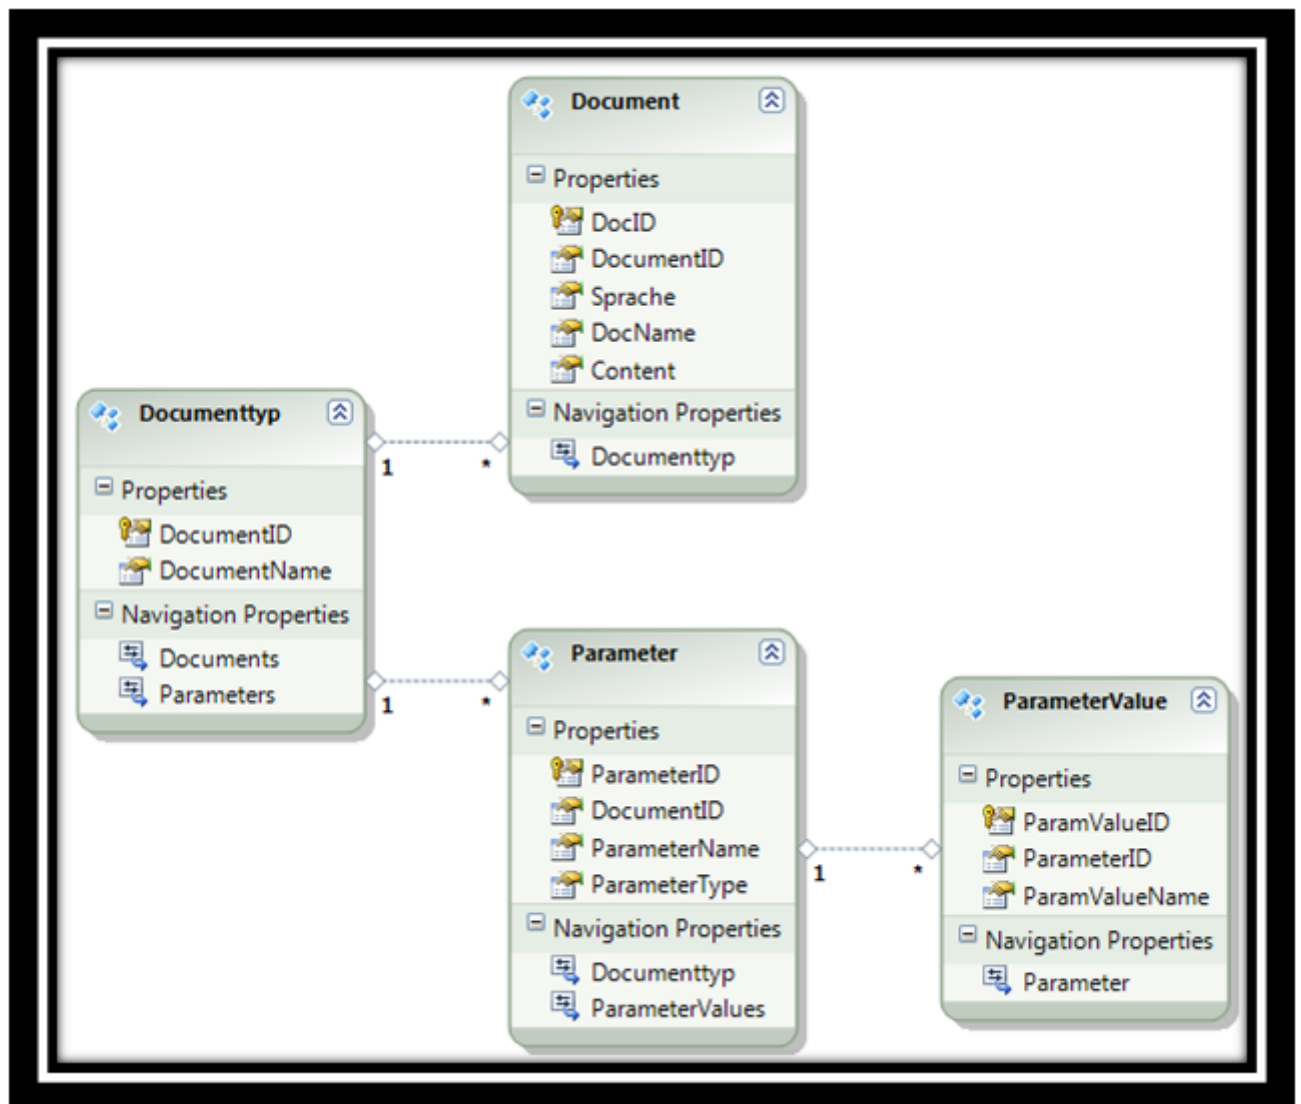 Document
Properties
DocID
DocumentID
Sprache
DocName
Content
Navigation Properties
Documenttyp
Documenttyp
Properties
DocumentID
DocumentName
Navigation Properties
Documents
Parameters
1
*
1
*
Parameter
Properties
ParameterID
DocumentID
ParameterName
ParameterType
Navigation Properties
Documenttyp
ParameterValues
1
*
ParameterValue
Properties
ParamValueID
ParameterID
ParamValueName
Navigation Properties
Parameter